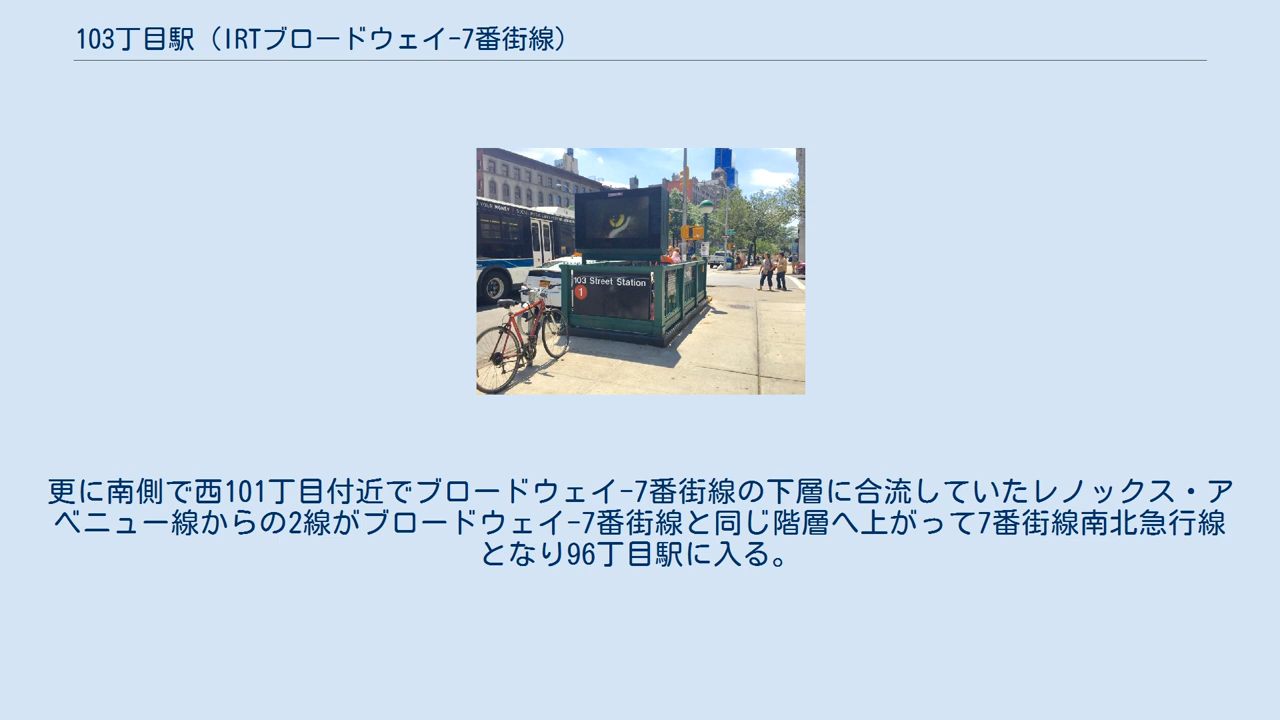 103丁目駅（IRTブロードウェイ-7番街線）
YOUR MONEY
103 Street Station
1
更に南側で西101丁目付近でブロードウェイ-7番街線の下層に合流していたレノックス・ア
ベニュー線からの2線がブロードウェイ-7番街線と同じ階層へ上がって7番街線南北急行線
となり96丁目駅に入る。